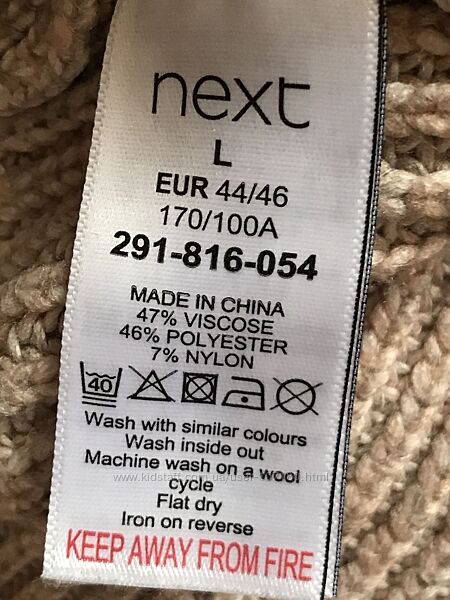 next
L
EUR 44/46
170/100A
291-816-054
MADE IN CHINA
47% VISCOSE
46% POLYESTER
7% NYLON
40
Wash with similar colours
Wash inside out
Machine wash on a wool
cycle
Flat dry
Iron on reverse
KEEP AWAY FROM FIRE